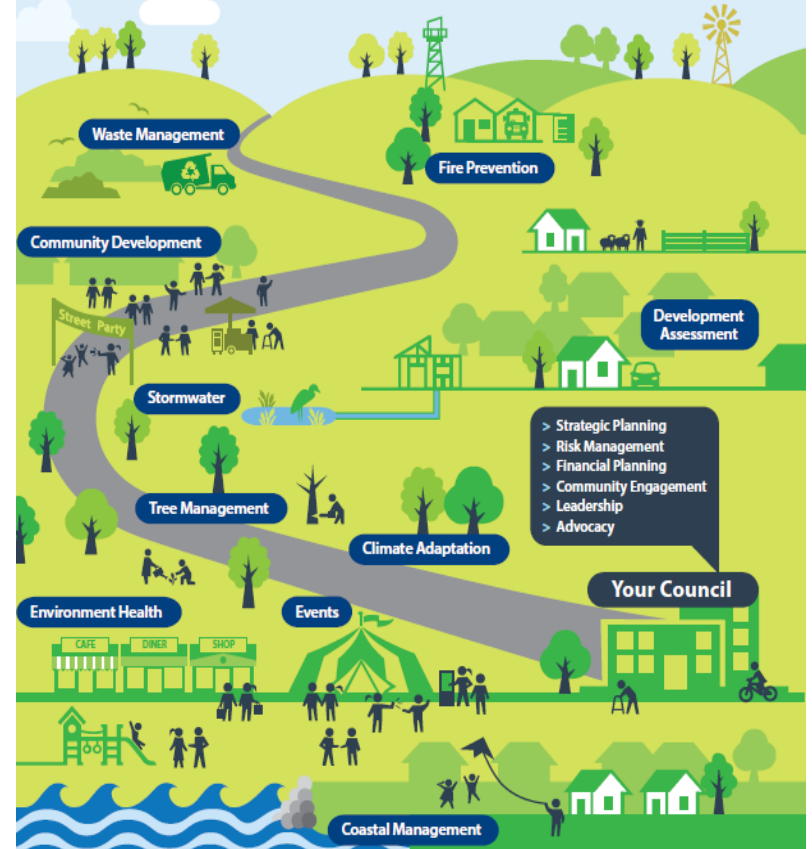 Waste Management
Fire Prevention
Community Development
Street Party
Development
Assessment
Stormwater
> Strategic Planning
> Risk Management
> Financial Planning
> Community Engagement
> Leadership
> Advocacy
Tree Management
Climate Adaptation
Your Council
Environment Health
Events
CAFE
DINER
SHOP
Coastal Management